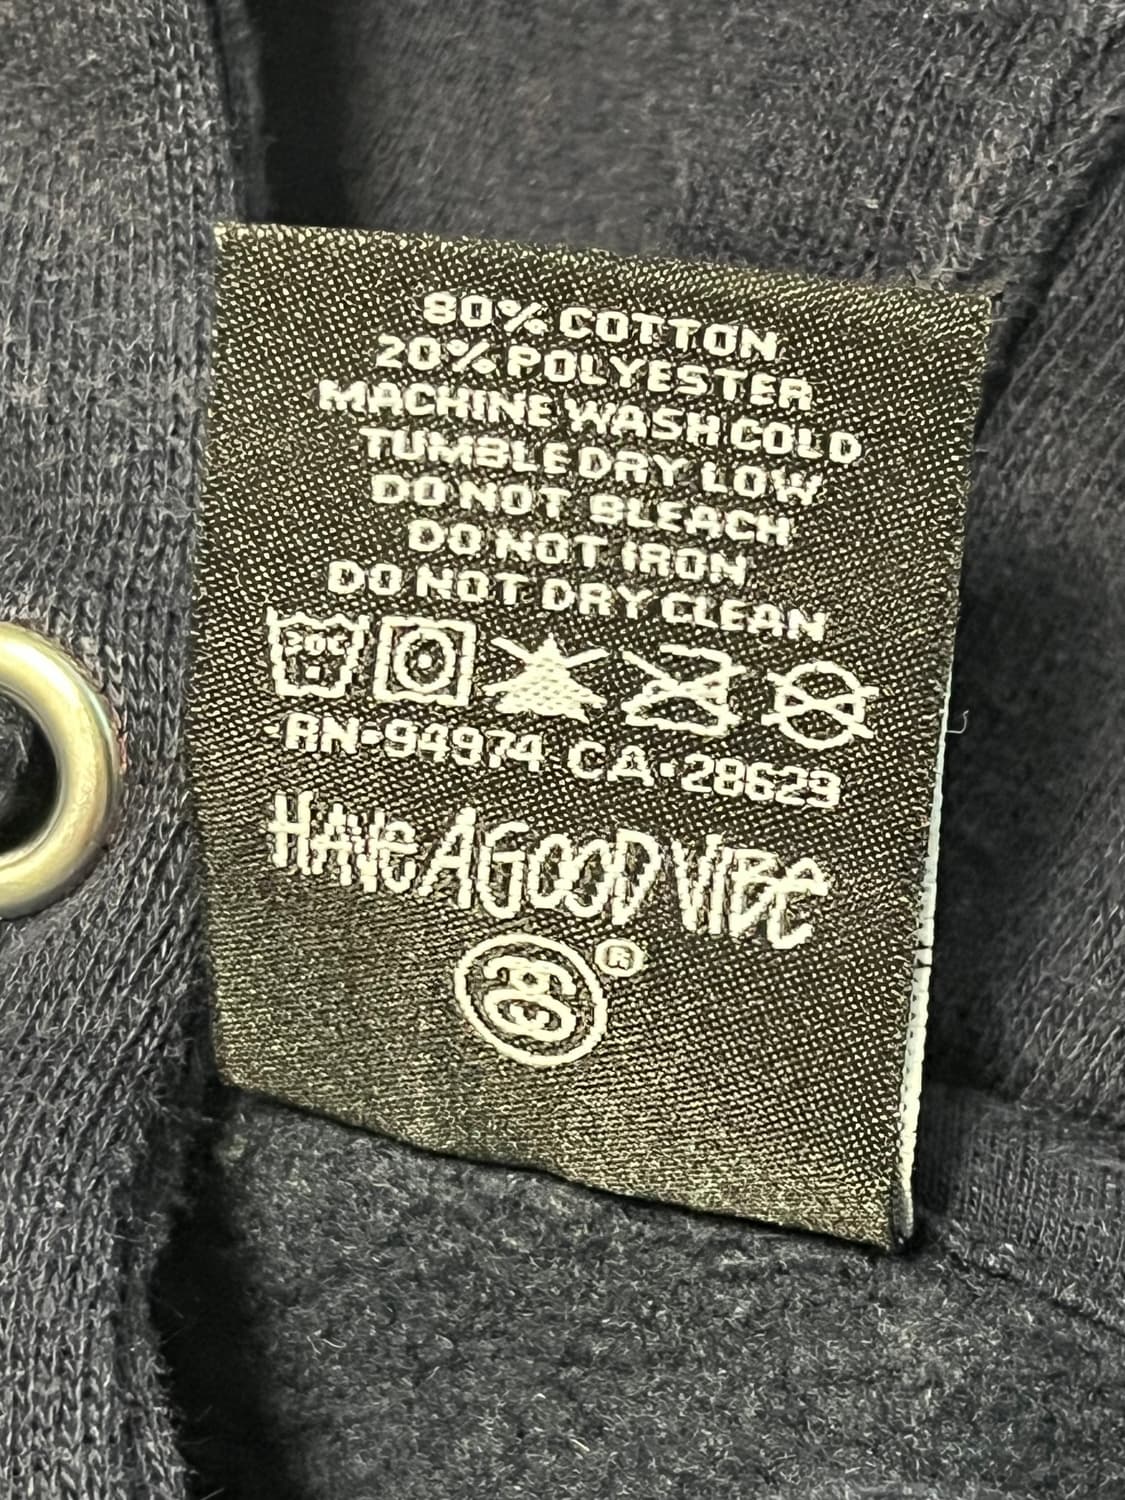 80% COTTON
20% POLYESTER
MACHINE WASH COLD
TUMBLE DRY LOW
DO NOT BLEACH
DO NOT IRON
DO NOT DRY CLEAN
30C
RN•94974 CA•28629
HAVE A GOOD VIBE
®